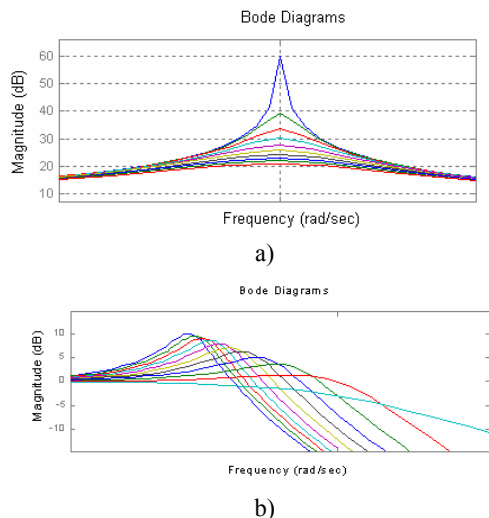 Bode Diagrams
60
50
40
30
20
10
Magnitude (dB)
Frequency (rad/sec)
a)
Bode Diagrams
10
5
0
-5
-10
Magnitude (dB)
Frequency (rad/sec)
b)